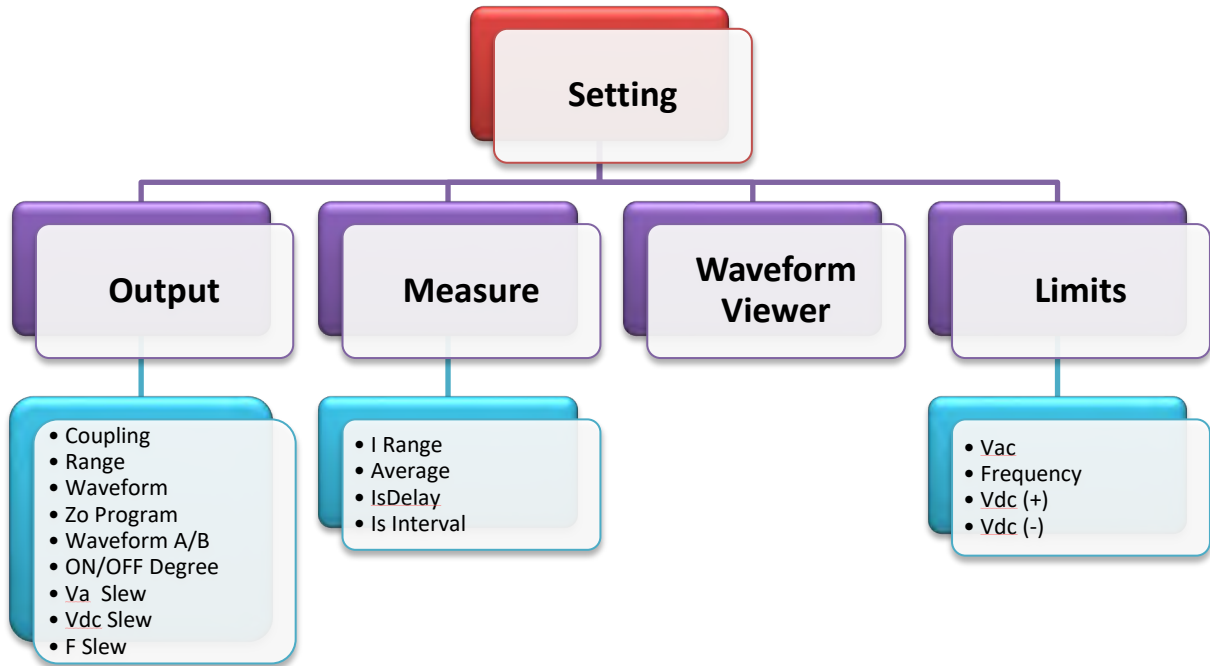 Setting
Output
Measure
Waveform
Viewer
Limits
• Coupling
• Range
• Waveform
• Zo Program
• Waveform A/B
• ON/OFF Degree
• Va Slew
• Vdc Slew
• F Slew
• I Range
• Average
• IsDelay
• Is Interval
• Vac
• Frequency
• Vdc (+)
• Vdc (-)